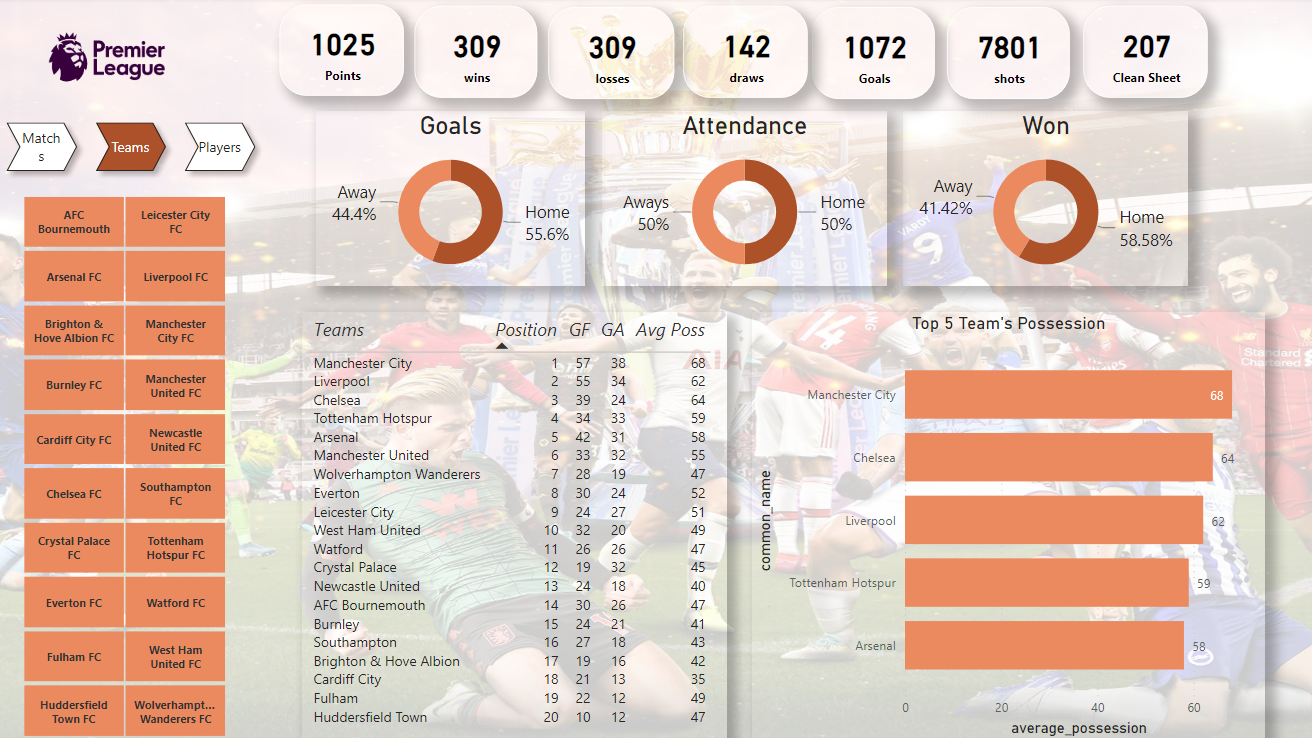 Premier
League
1025
Points
309
wins
309
losses
142
draws
1072
Goals
7801
shots
207
Clean Sheet
Match
s
Teams
Players
Goals
Away
44.4%
Home
55.6%
Attendance
Aways
50%
Home
50%
Won
Away
41.42%
Home
58.58%
AFC
Bournemouth
Leicester City
FC
Arsenal FC
Liverpool FC
Brighton &
Hove Albion FC
Manchester
City FC
Burnley FC
Manchester
United FC
Cardiff City FC
Newcastle
United FC
Chelsea FC
Southampton
FC
Crystal Palace
FC
Tottenham
Hotspur FC
Everton FC
Watford FC
Fulham FC
West Ham
United FC
Huddersfield
Town FC
Wolverhampt...
Wanderers FC
Teams Position GF GA Avg Poss
Manchester City 1 57 38 68
Liverpool 2 55 34 62
Chelsea 3 39 24 64
Tottenham Hotspur 4 34 33 59
Arsenal 5 42 31 58
Manchester United 6 33 32 55
Wolverhampton Wanderers 7 28 19 47
Everton 8 30 24 52
Leicester City 9 24 27 51
West Ham United 10 32 20 49
Watford 11 26 26 47
Crystal Palace 12 19 32 45
Newcastle United 13 24 18 40
AFC Bournemouth 14 30 26 47
Burnley 15 24 21 41
Southampton 16 27 18 43
Brighton & Hove Albion 17 19 16 42
Cardiff City 18 21 13 35
Fulham 19 22 12 49
Huddersfield Town 20 10 12 47
Top 5 Team's Possession
common_name
Manchester City 68
Chelsea 64
Liverpool 62
Tottenham Hotspur 59
Arsenal 58
0 20 40 60
average_possession
VARDY
9
14
Standard
Chartered